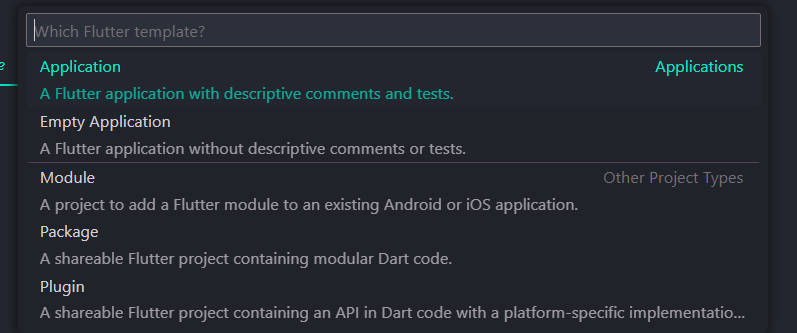 Which Flutter template?
Application Applications
A Flutter application with descriptive comments and tests.
Empty Application
A Flutter application without descriptive comments or tests.
Module Other Project Types
A project to add a Flutter module to an existing Android or iOS application.
Package
A shareable Flutter project containing modular Dart code.
Plugin
A shareable Flutter project containing an API in Dart code with a platform-specific implementatio...